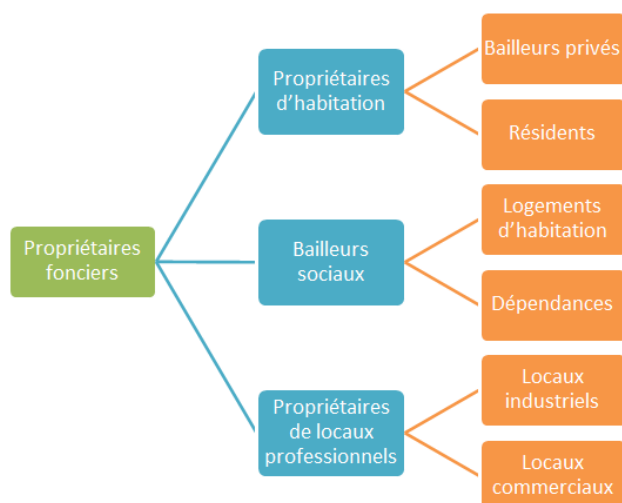 Propriétaires
fonciers
Propriétaires
d'habitation
Bailleurs privés
Résidents
Bailleurs
sociaux
Logements
d'habitation
Dépendances
Propriétaires
de locaux
professionnels
Locaux
industriels
Locaux
commerciaux